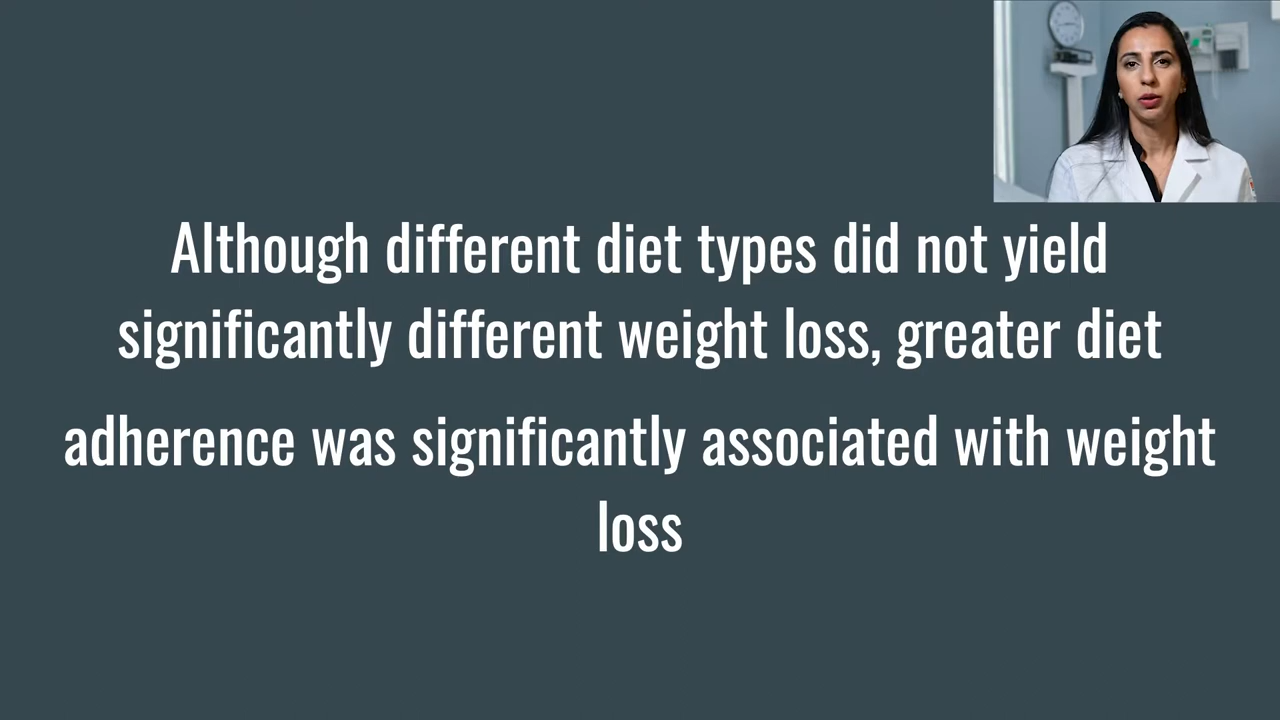 Although different diet types did not yield
significantly different weight loss, greater diet
adherence was significantly associated with weight
loss